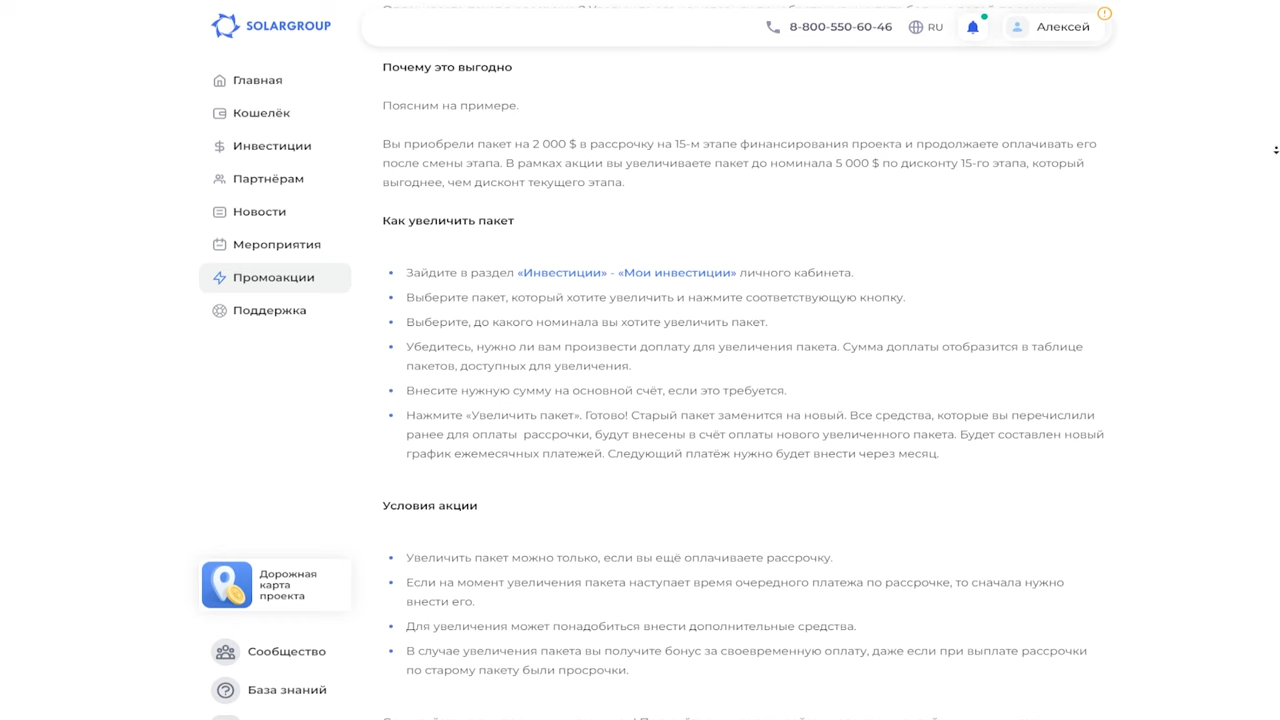 SOLARGROUP
8-800-550-60-46
RU
Алексей
Главная
Кошелёк
Инвестиции
Партнёрам
Новости
Мероприятия
Промоакции
Поддержка
Дорожная
карта
проекта
Сообщество
База знаний
Почему это выгодно
Поясним на примере.
Вы приобрели пакет на 2 000 $ в рассрочку на 15-м этапе финансирования проекта и продолжаете оплачивать его
после смены этапа. В рамках акции вы увеличиваете пакет до номинала 5 000 $ по дисконту 15-го этапа, который
выгоднее, чем дисконт текущего этапа.
Как увеличить пакет
• Зайдите в раздел «Инвестиции» - «Мои инвестиции» личного кабинета.
• Выберите пакет, который хотите увеличить и нажмите соответствующую кнопку.
• Выберите, до какого номинала вы хотите увеличить пакет.
• Убедитесь, нужно ли вам произвести доплату для увеличения пакета. Сумма доплаты отобразится в таблице
пакетов, доступных для увеличения.
• Внесите нужную сумму на основной счёт, если это требуется.
• Нажмите «Увеличить пакет». Готово! Старый пакет заменится на новый. Все средства, которые вы перечислили
ранее для оплаты рассрочки, будут внесены в счёт оплаты нового увеличенного пакета. Будет составлен новый
график ежемесячных платежей. Следующий платёж нужно будет внести через месяц.
Условия акции
• Увеличить пакет можно только, если вы ещё оплачиваете рассрочку.
• Если на момент увеличения пакета наступает время очередного платежа по рассрочке, то сначала нужно
внести его.
• Для увеличения может понадобиться внести дополнительные средства.
• В случае увеличения пакета вы получите бонус за своевременную оплату, даже если при выплате рассрочки
по старому пакету были просрочки.